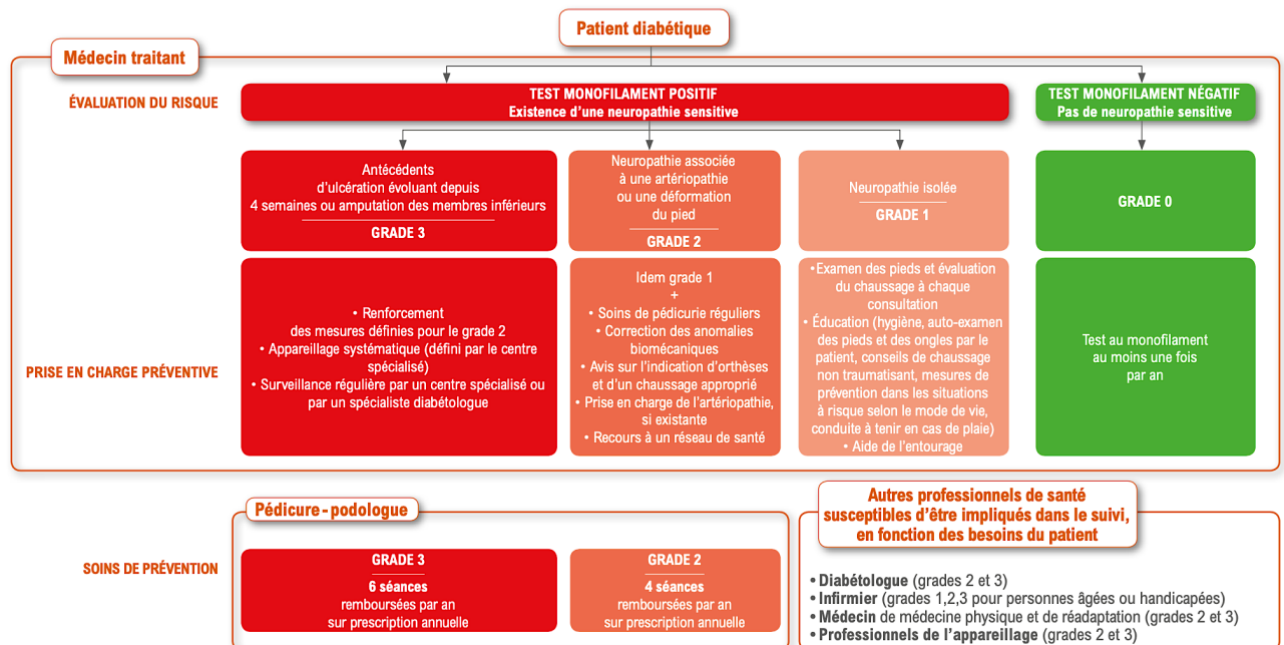 Patient diabétique
Médecin traitant
ÉVALUATION DU RISQUE
TEST MONOFILAMENT POSITIF
Existence d'une neuropathie sensitive
TEST MONOFILAMENT NÉGATIF
Pas de neuropathie sensitive
Antécédents
d'ulcération évoluant depuis
4 semaines ou amputation des membres inférieurs
GRADE 3
Neuropathie associée
à une artériopathie
ou une déformation
du pied
GRADE 2
Neuropathie isolée
GRADE 1
GRADE 0
PRISE EN CHARGE PRÉVENTIVE
• Renforcement
des mesures définies pour le grade 2
• Appareillage systématique (défini par le centre
spécialisé)
• Surveillance régulière par un centre spécialisé ou
par un spécialiste diabétologue
Idem grade 1
+
• Soins de pédicurie réguliers
• Correction des anomalies
biomécaniques
• Avis sur l'indication d'orthèses
et d'un chaussage approprié
• Prise en charge de l'artériopathie,
si existante
• Recours à un réseau de santé
• Examen des pieds et évaluation
du chaussage à chaque
consultation
• Éducation (hygiène, auto-examen
des pieds et des ongles par le
patient, conseils de chaussage
non traumatisant, mesures de
prévention dans les situations
à risque selon le mode de vie,
conduite à tenir en cas de plaie)
• Aide de l'entourage
Test au monofilament
au moins une fois
par an
Pédicure-podologue
SOINS DE PRÉVENTION
GRADE 3
6 séances
remboursées par an
sur prescription annuelle
GRADE 2
4 séances
remboursées par an
sur prescription annuelle
Autres professionnels de santé
susceptibles d'être impliqués dans le suivi,
en fonction des besoins du patient
• Diabétologue (grades 2 et 3)
• Infirmier (grades 1,2,3 pour personnes âgées ou handicapées)
• Médecin de médecine physique et de réadaptation (grades 2 et 3)
• Professionnels de l'appareillage (grades 2 et 3)